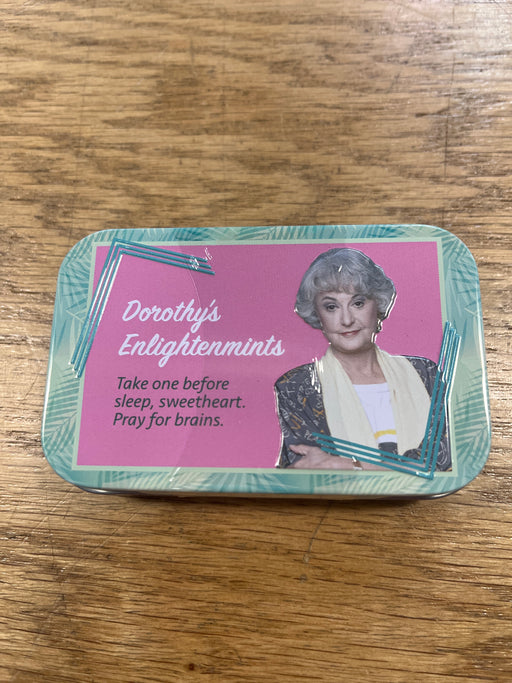 Dorothy's
Enlightenmints
Take one before
sleep, sweetheart.
Pray for brains.